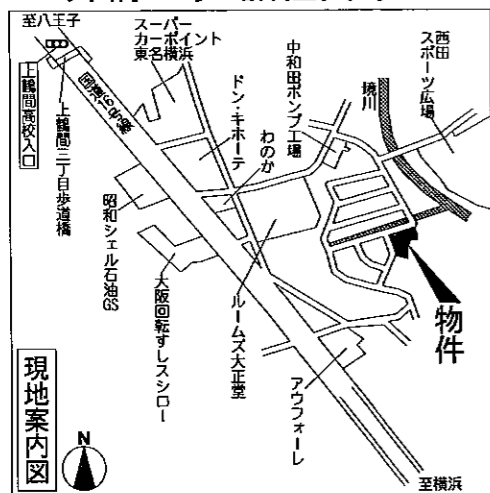 至八王子
上鶴間高校入口
上鶴間三丁目歩道橋
国道16号線
スーパー
カーポイント
東名横浜
ドン・キホーテ
わのか
中和田ポンプ工場
境川
西田
スポーツ広場
昭和シェル石油
GS
大阪回転すしスシロー
ルームズ大正堂
アウフォーレ
物件
現地案内図
N
至横浜